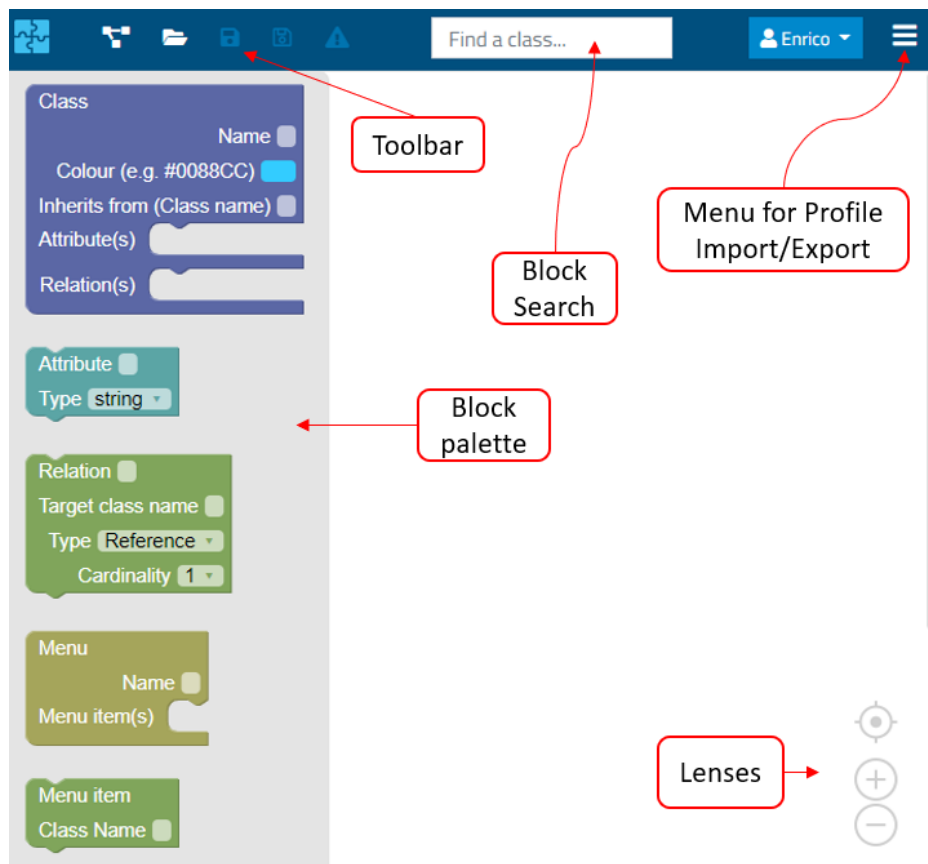 Find a class...
Enrico
Class
Name
Colour (e.g. #0088CC)
Inherits from (Class name)
Attribute(s)
Relation(s)
Toolbar
Block
Search
Menu for Profile
Import/Export
Attribute
Type string
Block
palette
Relation
Target class name
Type Reference
Cardinality 1
Menu
Name
Menu item(s)
Lenses
Menu item
Class Name